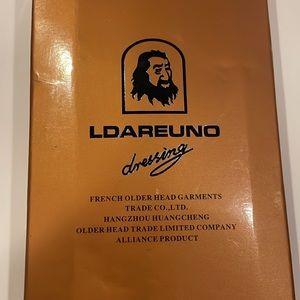 LDAREUNO
dressing
FRENCH OLDER HEAD GARMENTS
TRADE CO.,LTD.
HANGZHOU HUANGCHENG
OLDER HEAD TRADE LIMITED COMPANY
ALLIANCE PRODUCT